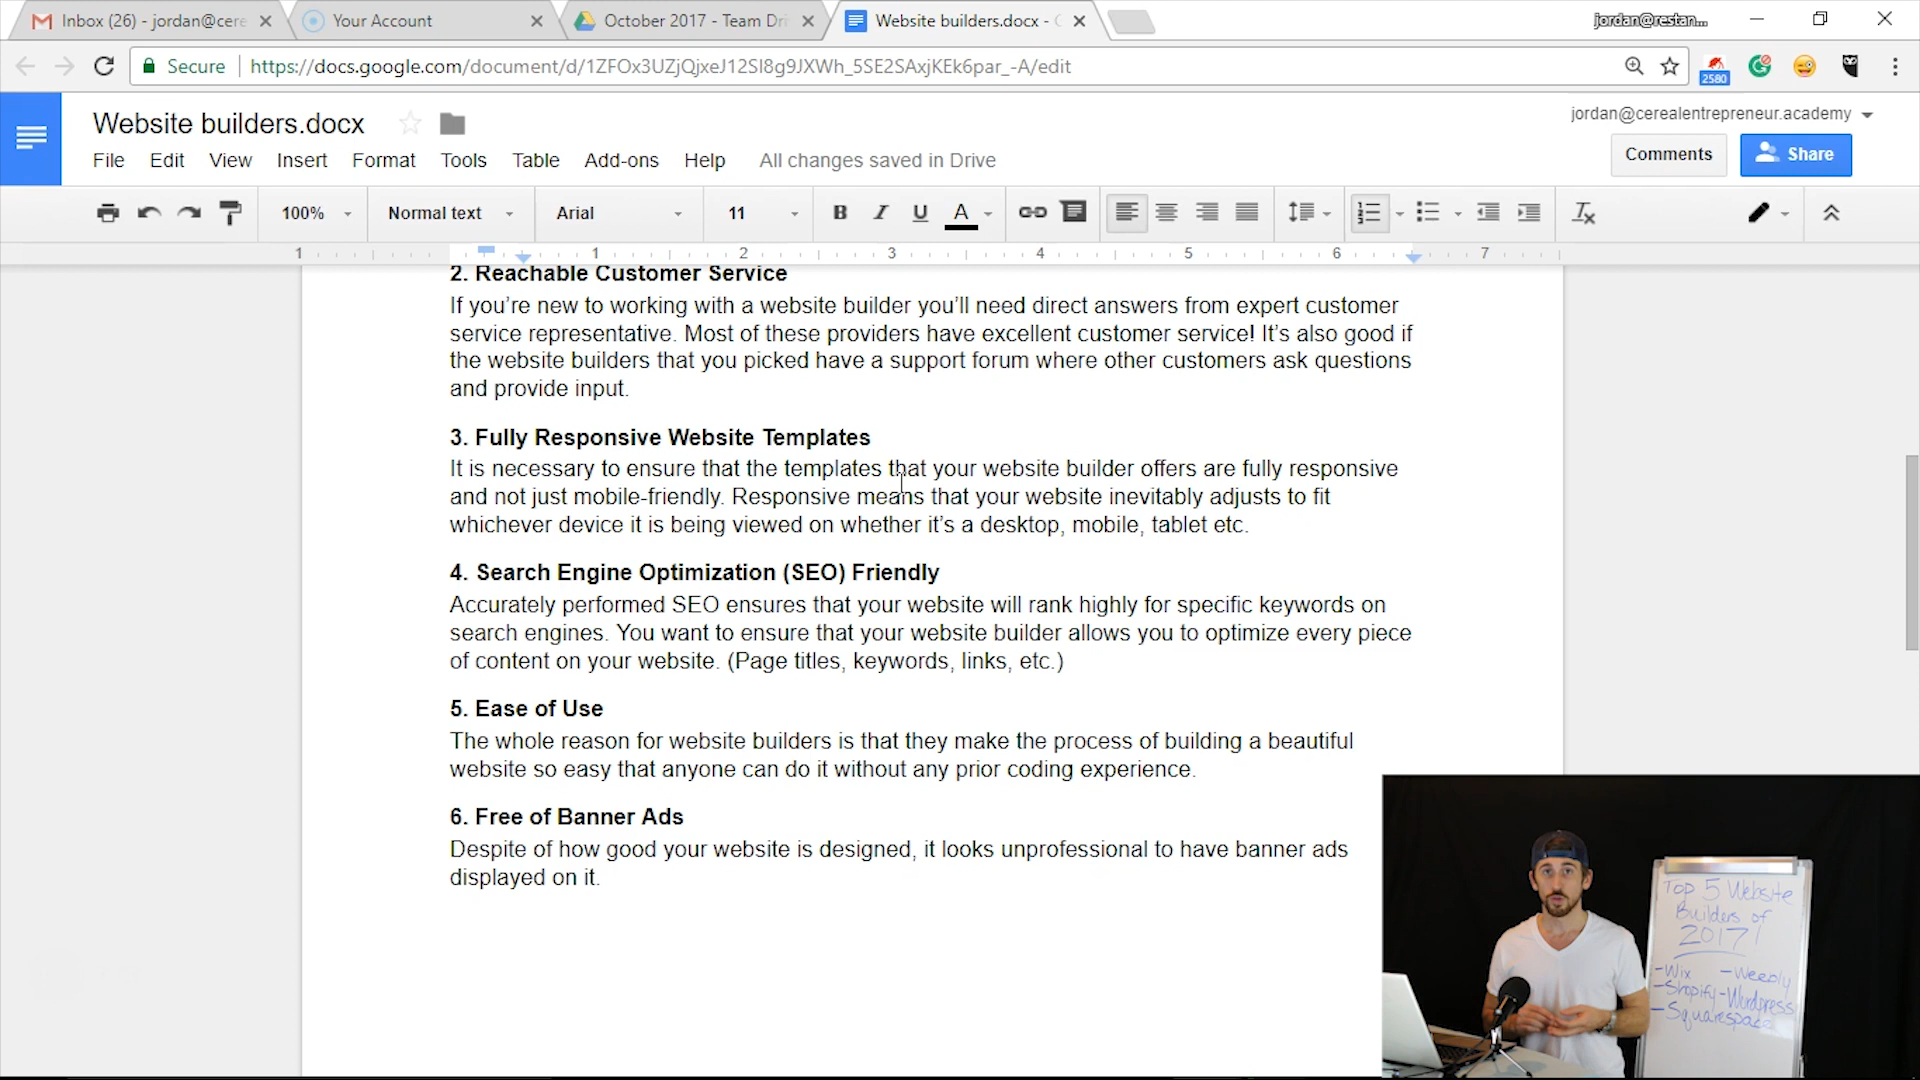 Inbox (26) - jordan@cere
Your Account
October 2017 - Team Dri
Website builders.docx -
jordan@restan...
Secure
https://docs.google.com/document/d/1ZFOx3UZjQjxeJ12SI8g9JXWh_5SE2SAxjKEk6par_-A/edit
2580
Website builders.docx
jordan@cerealentrepreneur.academy
File Edit View Insert Format Tools Table Add-ons Help All changes saved in Drive
Comments
Share
100% Normal text Arial 11 B I U A
1 1 2 3 4 5 6 7
2. Reachable Customer Service
If you’re new to working with a website builder you’ll need direct answers from expert customer
service representative. Most of these providers have excellent customer service! It’s also good if
the website builders that you picked have a support forum where other customers ask questions
and provide input.
3. Fully Responsive Website Templates
It is necessary to ensure that the templates that your website builder offers are fully responsive
and not just mobile-friendly. Responsive means that your website inevitably adjusts to fit
whichever device it is being viewed on whether it’s a desktop, mobile, tablet etc.
4. Search Engine Optimization (SEO) Friendly
Accurately performed SEO ensures that your website will rank highly for specific keywords on
search engines. You want to ensure that your website builder allows you to optimize every piece
of content on your website. (Page titles, keywords, links, etc.)
5. Ease of Use
The whole reason for website builders is that they make the process of building a beautiful
website so easy that anyone can do it without any prior coding experience.
6. Free of Banner Ads
Despite of how good your website is designed, it looks unprofessional to have banner ads
displayed on it.
Top 5 Website
Builders of
2017!
-Wix -Weebly
-Shopify -Wordpress
-Squarespace